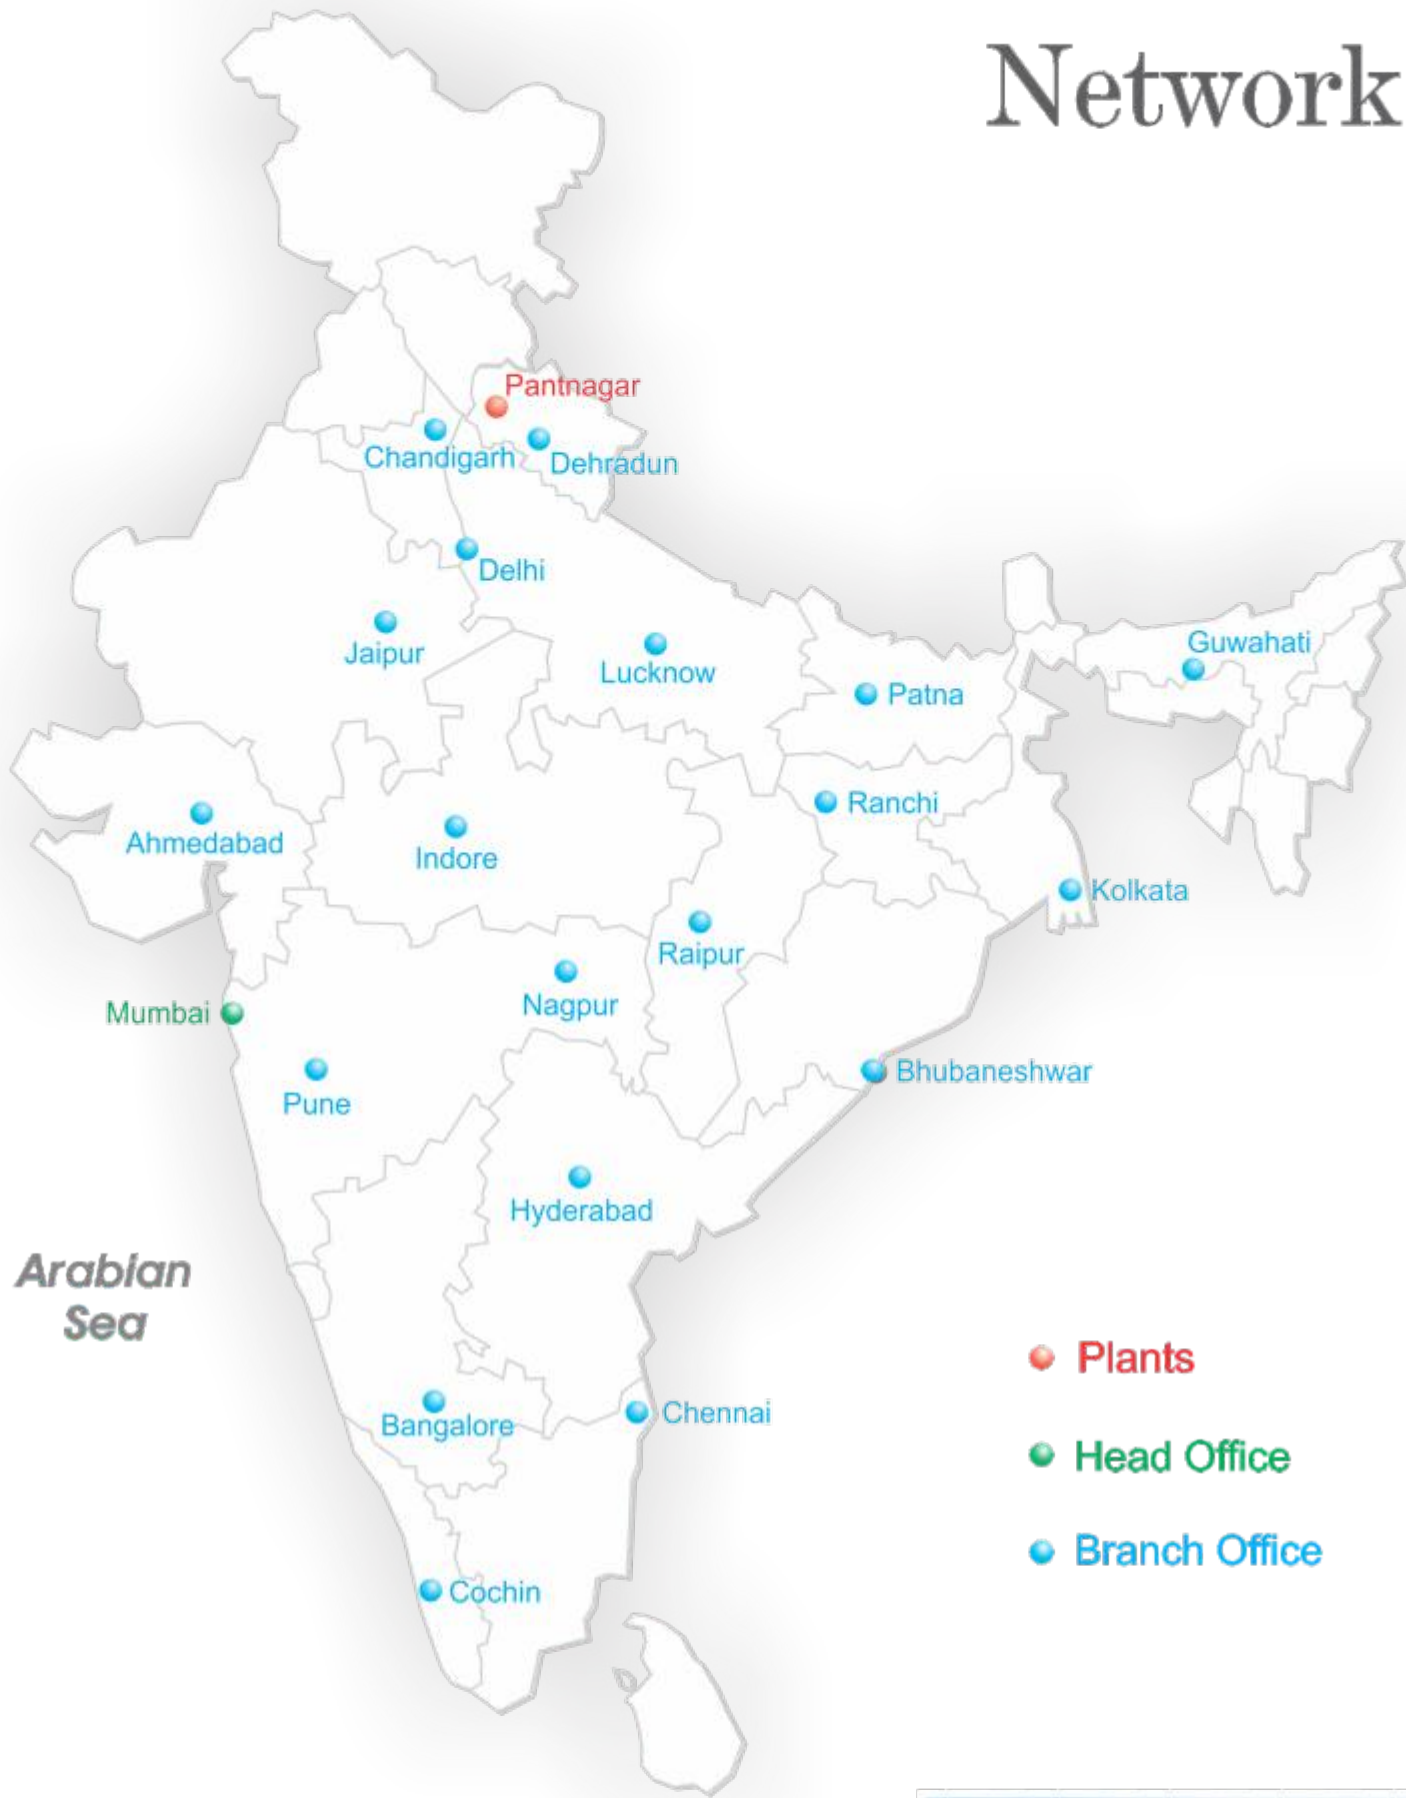 Network
Pantnagar
Chandigarh
Dehradun
Delhi
Jaipur
Lucknow
Guwahati
Patna
Ranchi
Ahmedabad
Indore
Kolkata
Raipur
Nagpur
Mumbai
Bhubaneshwar
Pune
Hyderabad
Arabian
Sea
Plants
Chennai
Bangalore
Head Office
Branch Office
Cochin